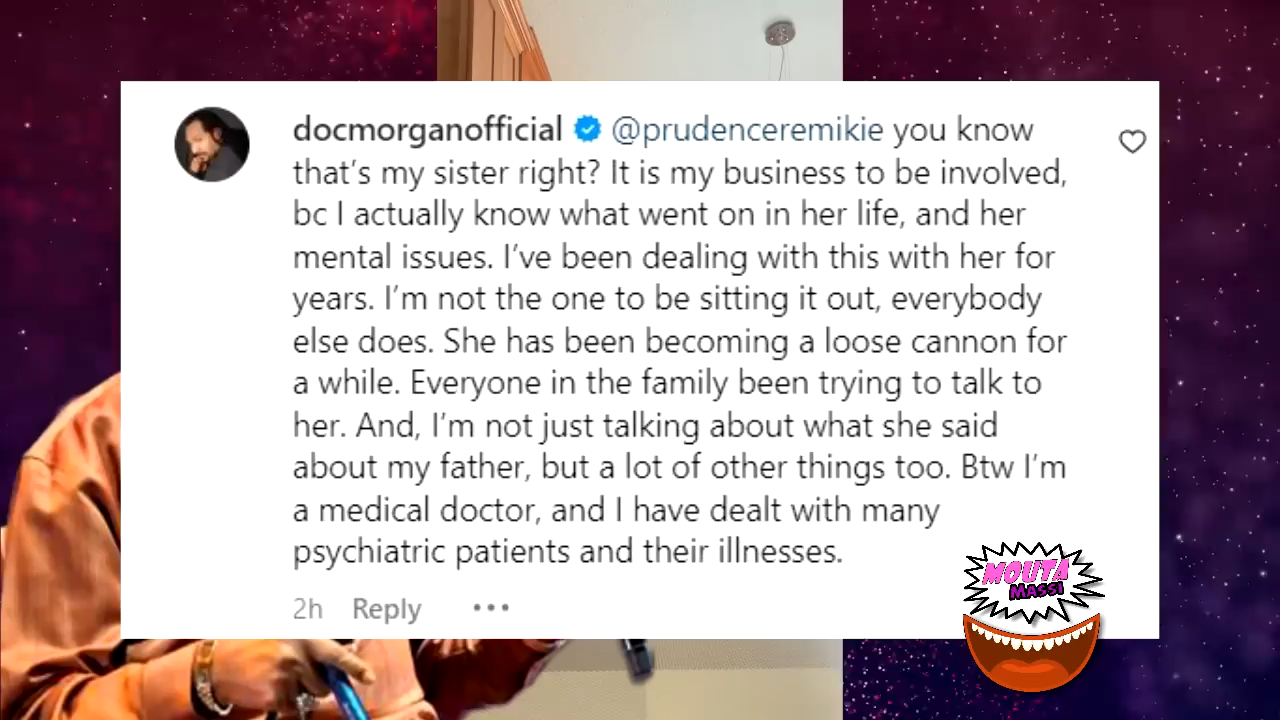 docmorganofficial @prudenceremikie you know
that's my sister right? It is my business to be involved,
bc I actually know what went on in her life, and her
mental issues. I've been dealing with this with her for
years. I'm not the one to be sitting it out, everybody
else does. She has been becoming a loose cannon for
a while. Everyone in the family been trying to talk to
her. And, I'm not just talking about what she said
about my father, but a lot of other things too. Btw I'm
a medical doctor, and I have dealt with many
psychiatric patients and their illnesses.
2h Reply
MOUTA
MASSI